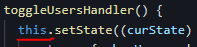 toggleUsersHandler() {
this.setState((curState)